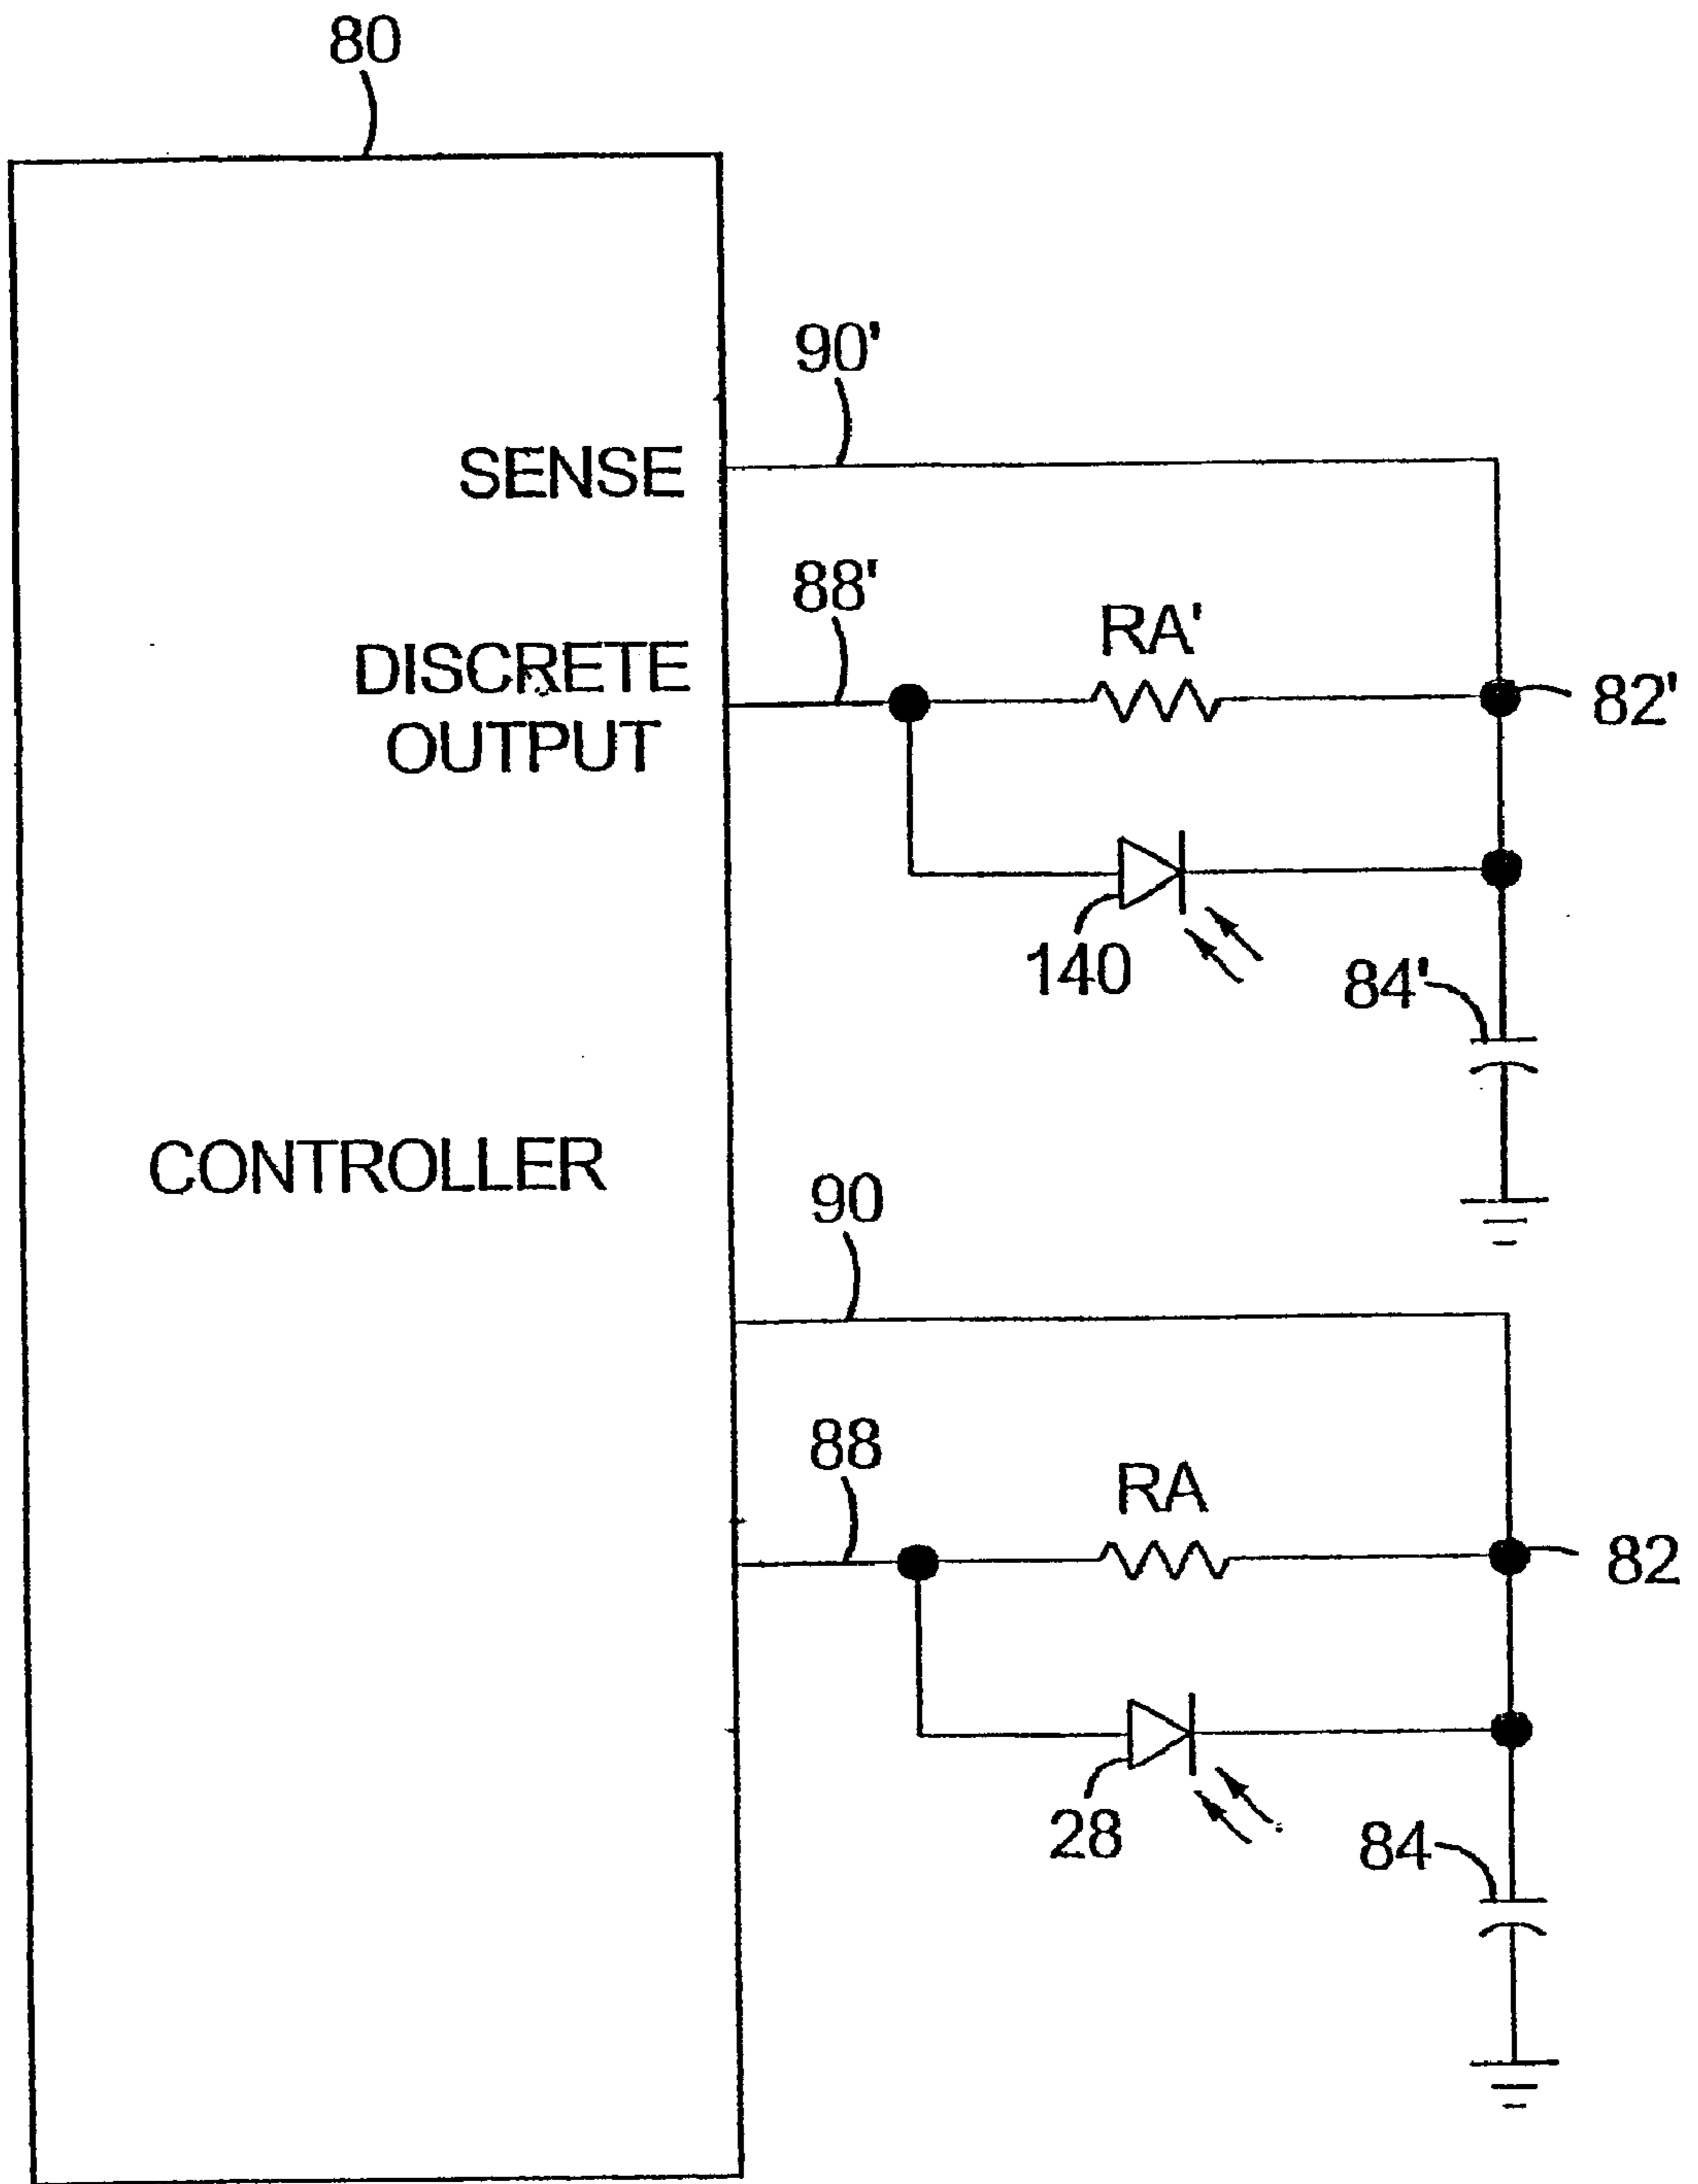 80
90'
SENSE
88'
RA'
DISCRETE
82'
OUTPUT
140
84'
CONTROLLER
90
88
RA
82
28
84